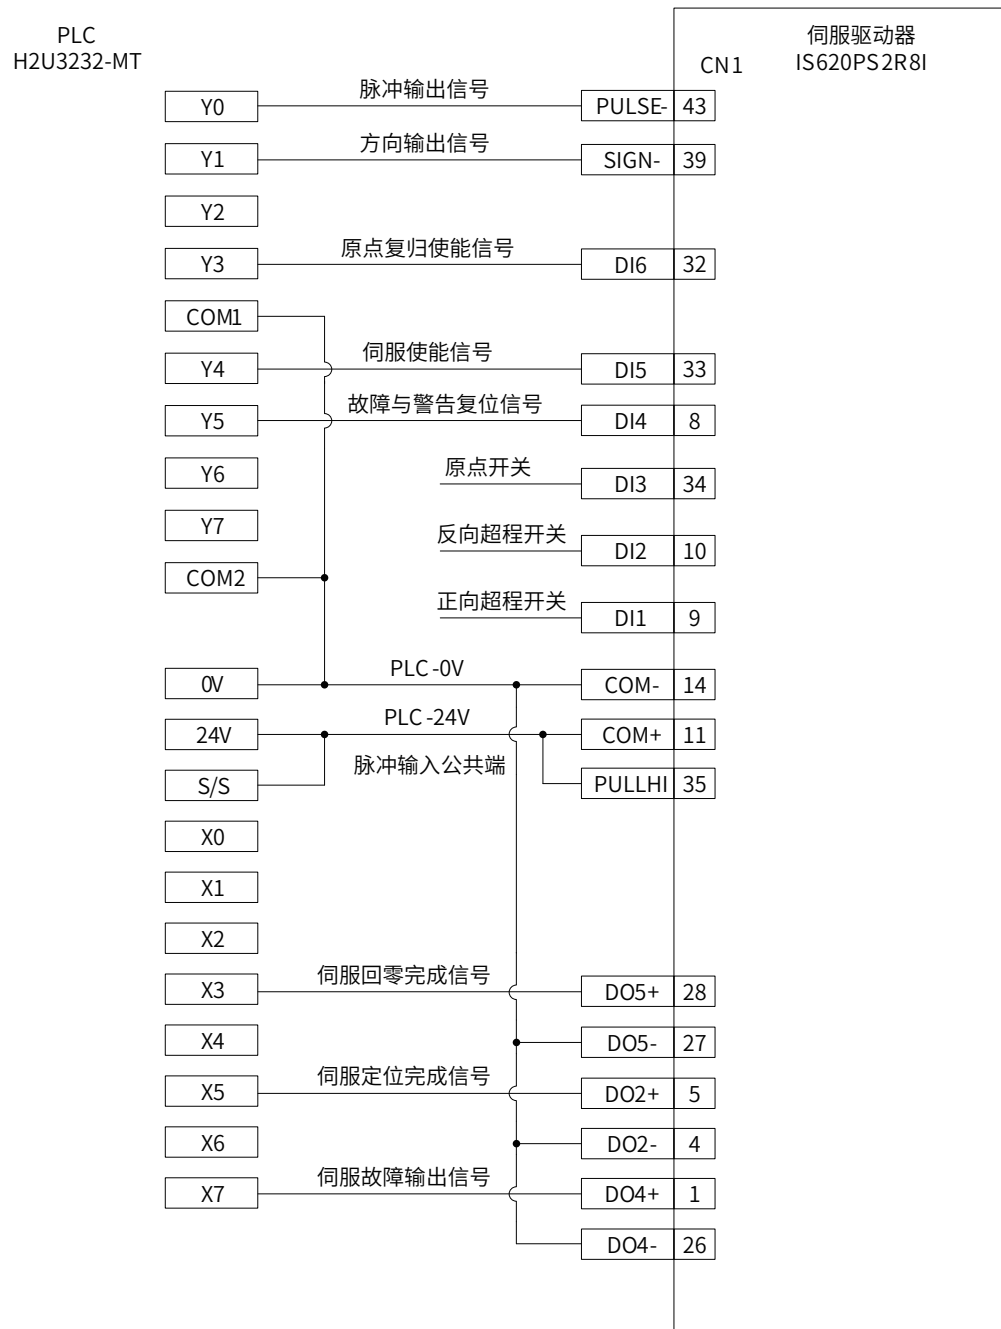 PLC
H2U3232-MT
伺服驱动器
IS620PS2R8I
CN1
Y0 脉冲输出信号 PULSE- 43
Y1 方向输出信号 SIGN- 39
Y2
Y3 原点复归使能信号 DI6 32
COM1
Y4 伺服使能信号 DI5 33
Y5 故障与警告复位信号 DI4 8
Y6 原点开关 DI3 34
Y7 反向超程开关 DI2 10
COM2
正向超程开关 DI1 9
0V PLC-0V COM- 14
24V PLC-24V COM+ 11
S/S 脉冲输入公共端 PULLHI 35
X0
X1
X2
X3 伺服回零完成信号 DO5+ 28
X4 DO5- 27
X5 伺服定位完成信号 DO2+ 5
X6 DO2- 4
X7 伺服故障输出信号 DO4+ 1
DO4- 26